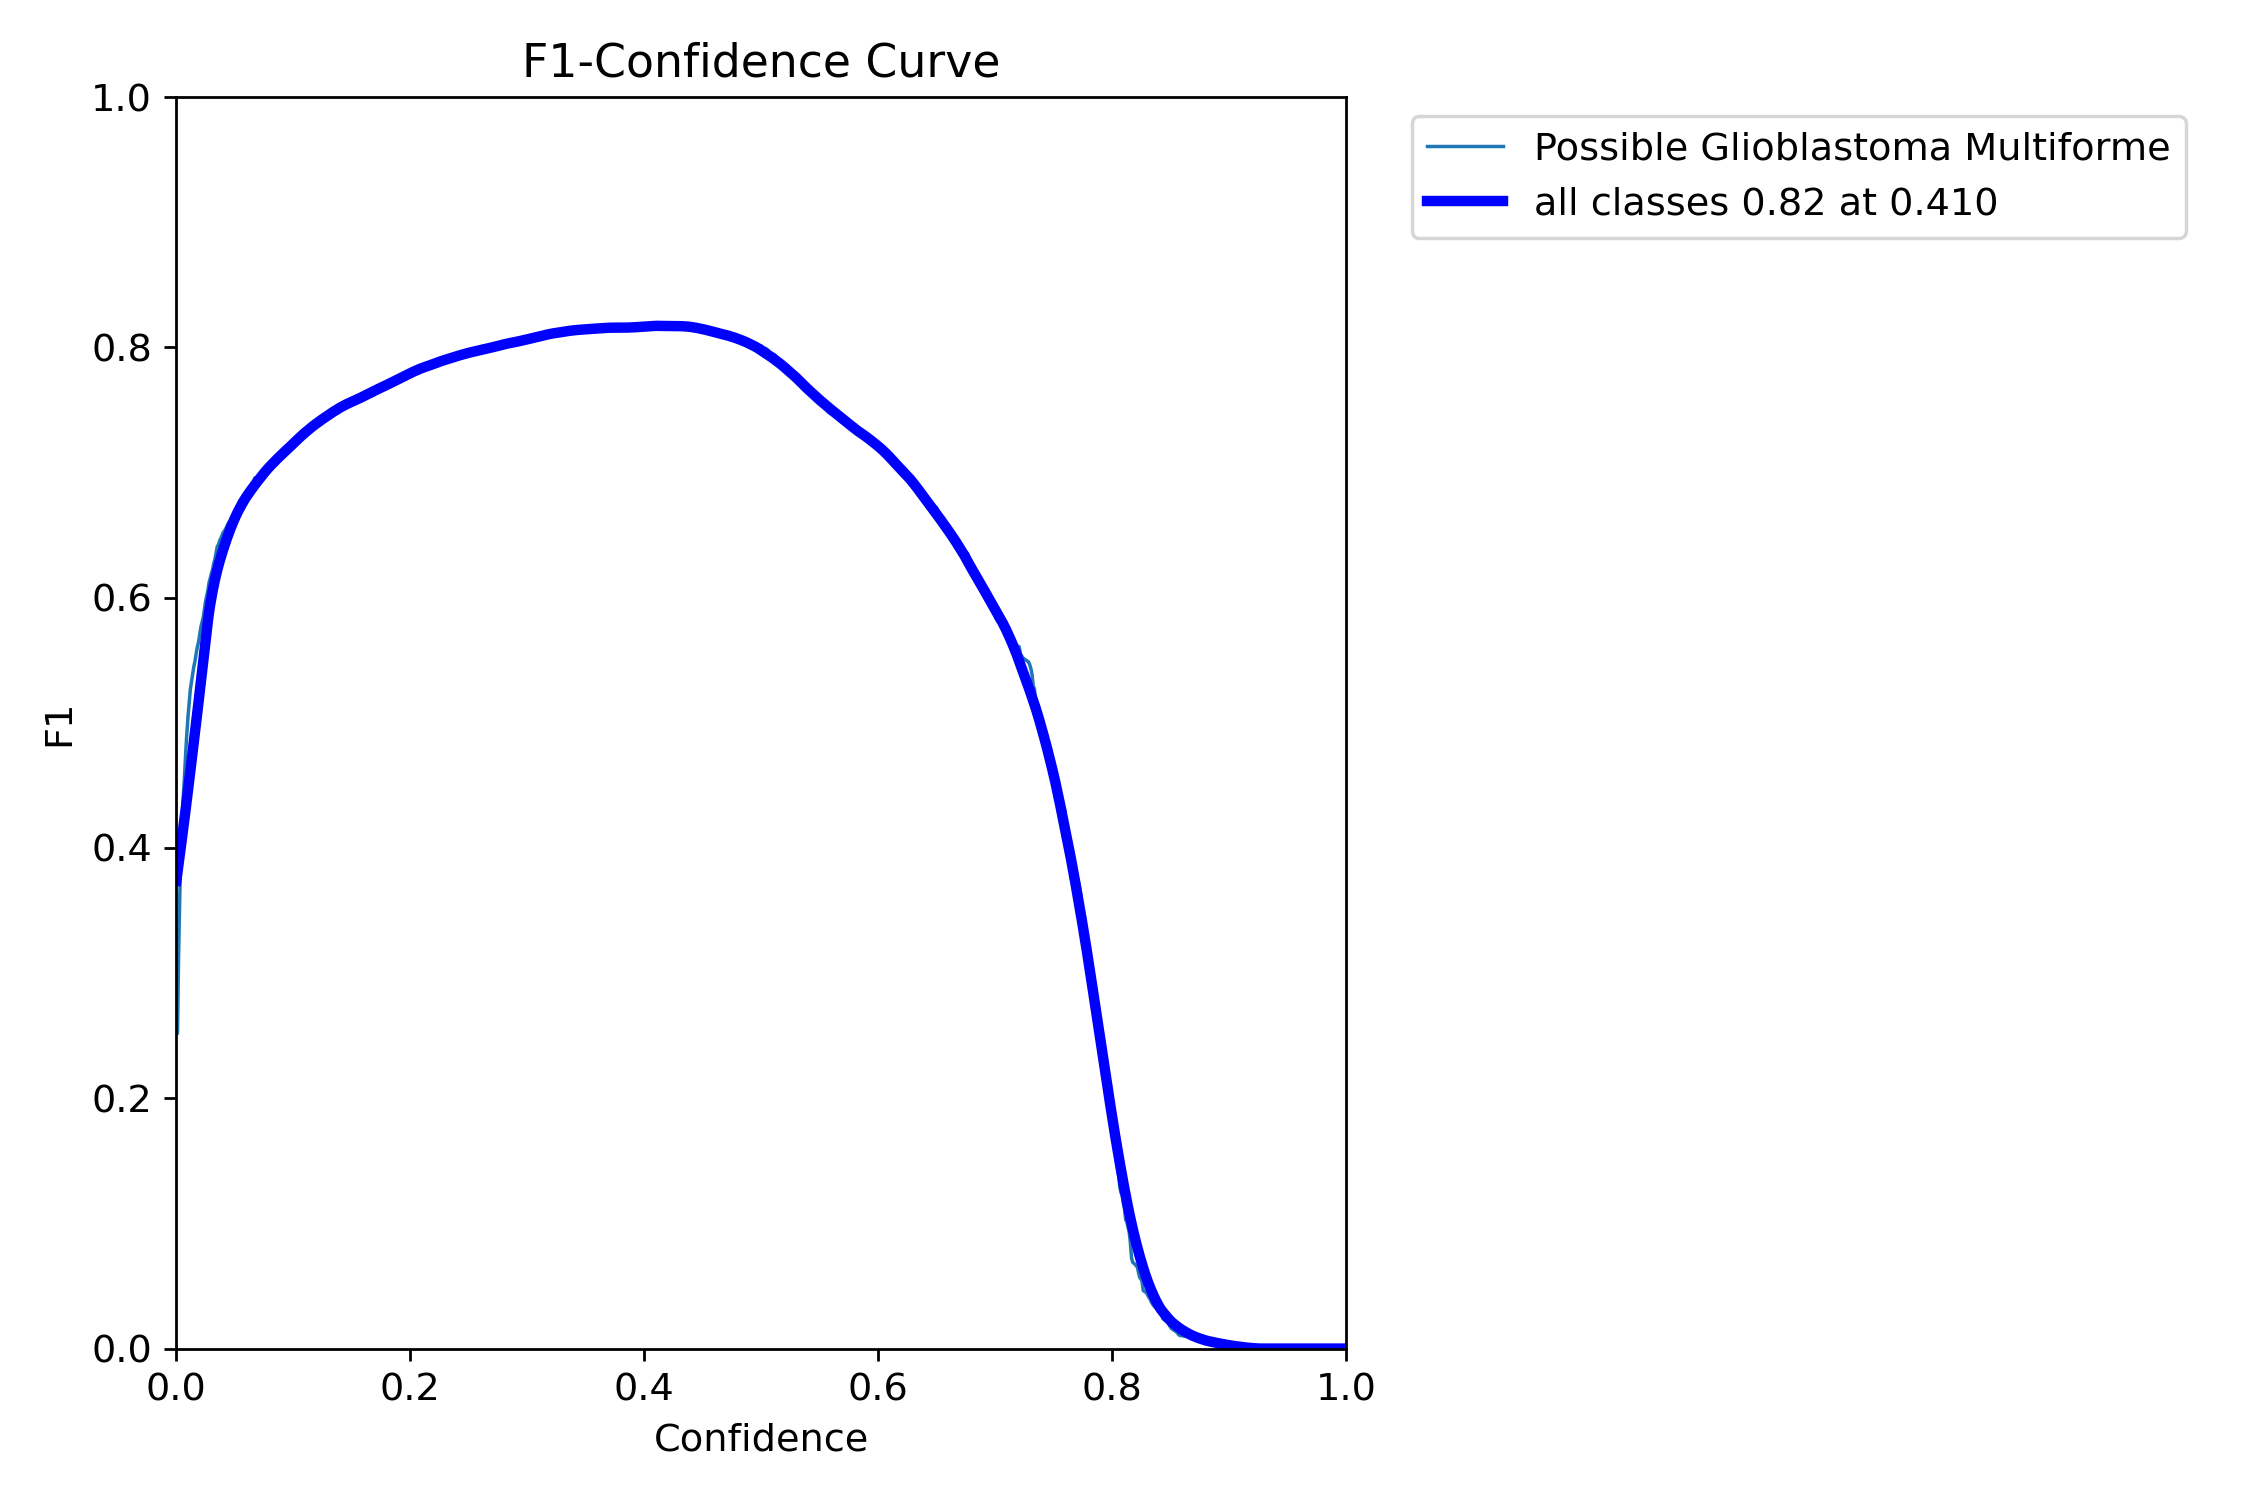 F1-Confidence Curve
1.0
0.8
0.6
0.4
0.2
0.0
F1
0.0 0.2 0.4 0.6 0.8 1.0
Confidence
Possible Glioblastoma Multiforme
all classes 0.82 at 0.410